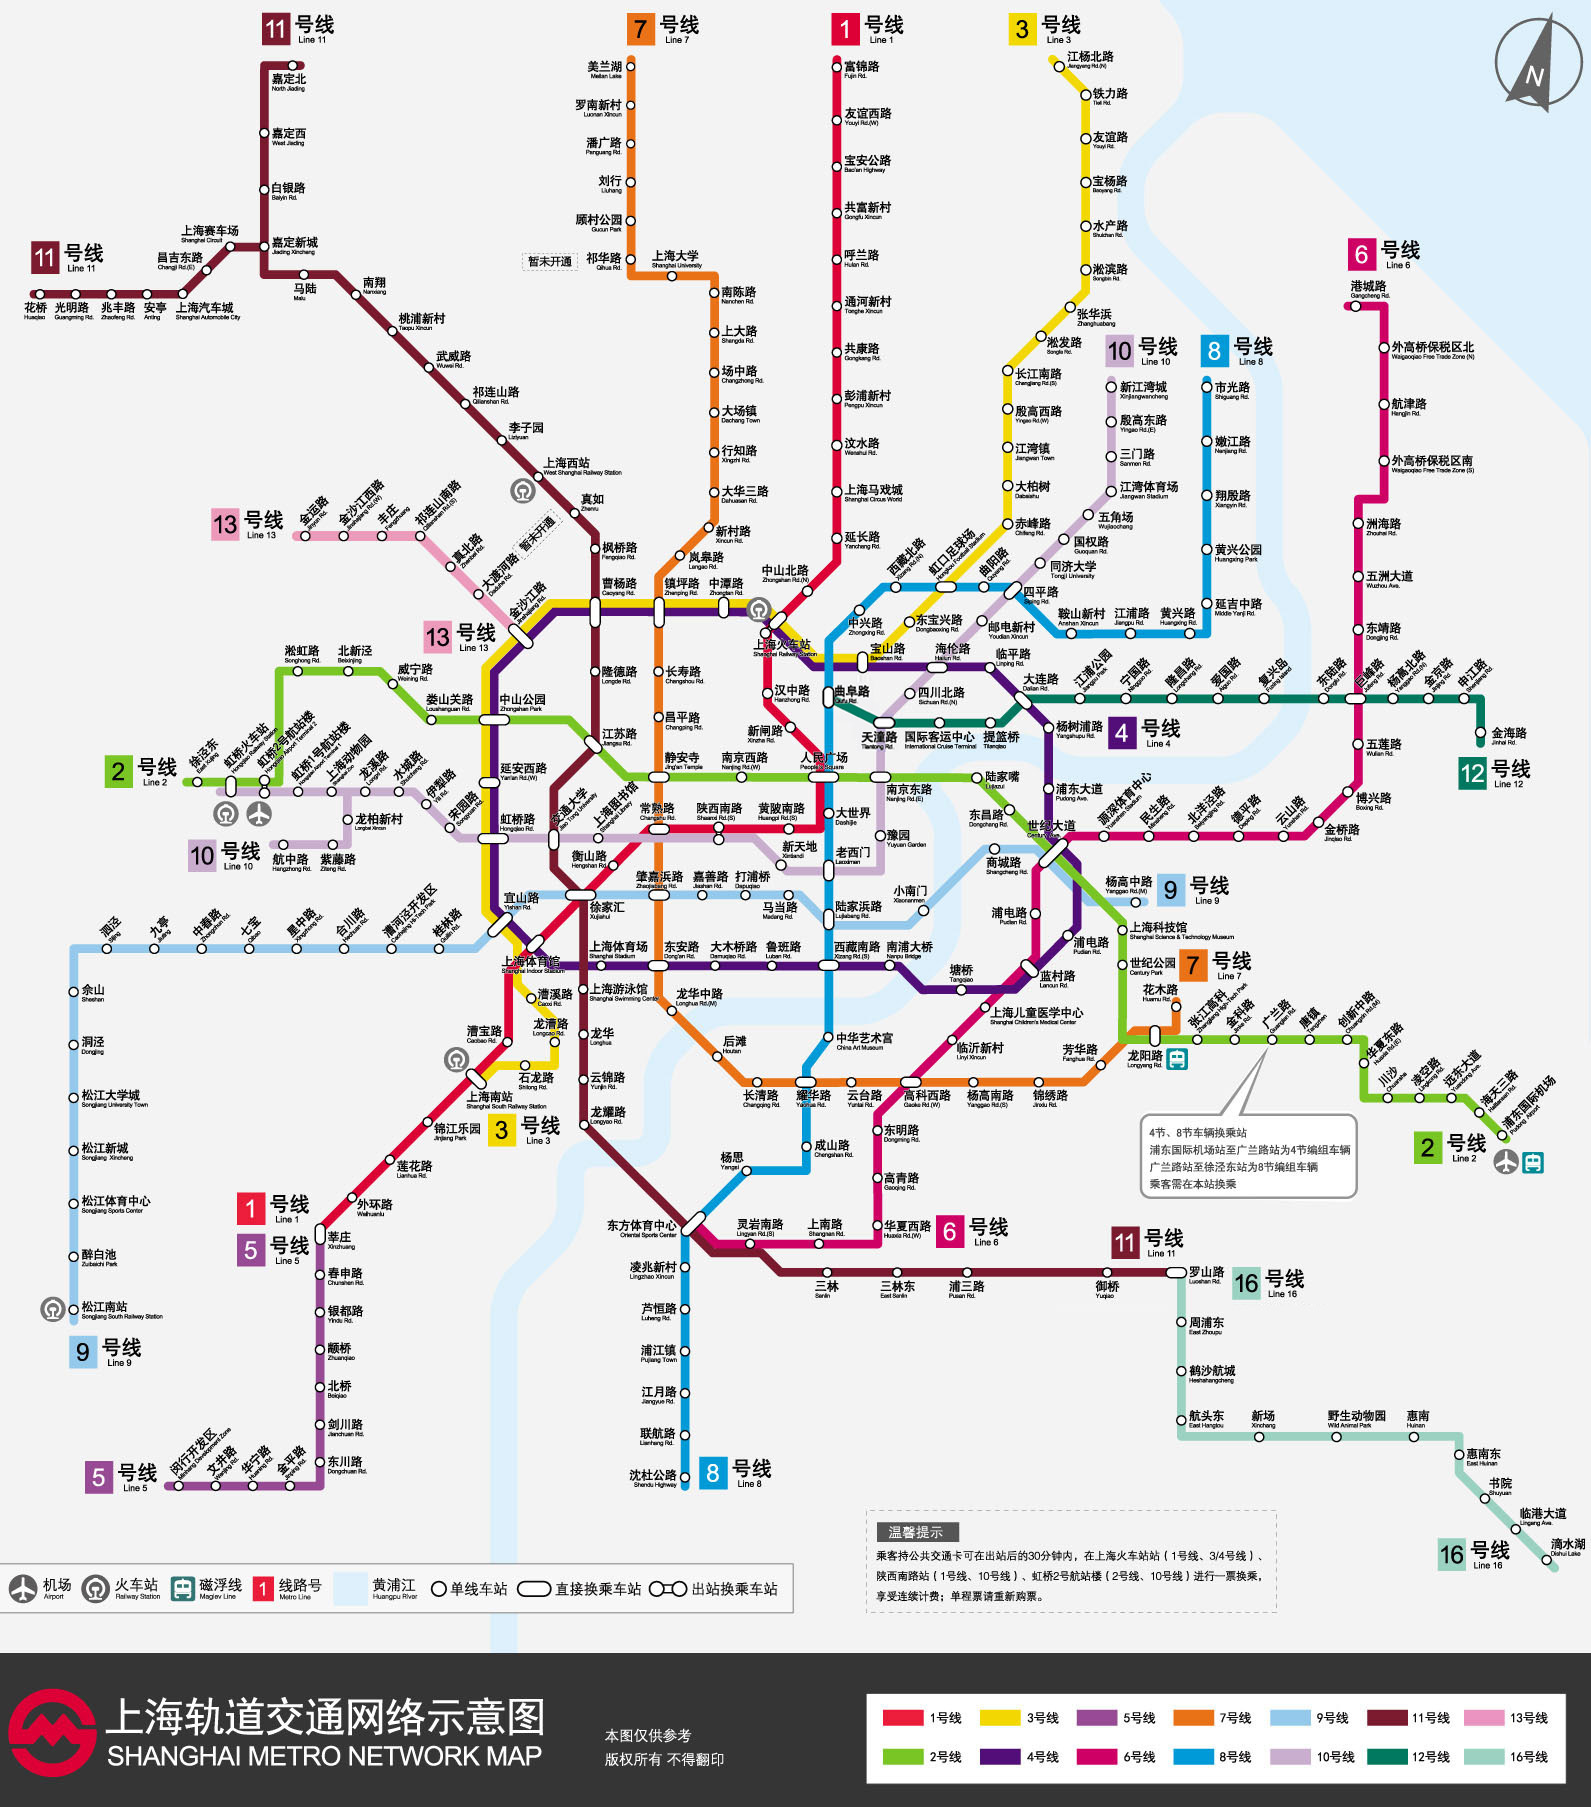 11 号线
Line 11
7 号线
Line 7
1 号线
Line 1
3 号线
Line 3
N
嘉定北
North Jiading
嘉定西
West Jiading
白银路
Baiyin Rd.
上海赛车场
Shanghai Circuit
嘉定新城
Jiading Xincheng
昌吉东路
Changji Rd.(E)
11 号线
Line 11
花桥
Huaqiao
光明路
Guangming Rd.
兆丰路
Zhaofeng Rd.
安亭
Anting
上海汽车城
Shanghai Automobile City
马陆
Malu
南翔
Nanxiang
桃浦新村
Taopu Xincun
武威路
Wuwei Rd.
祁连山路
Qilianshan Rd.
李子园
Liziyuan
上海西站
West Shanghai Railway Station
真如
Zhenru
枫桥路
Fengqiao Rd.
曹杨路
Caoyang Rd.
隆德路
Longde Rd.
江苏路
Jiangsu Rd.
美兰湖
Meilan Lake
罗南新村
Luonan Xincun
潘广路
Panguang Rd.
刘行
Liuhang
顾村公园
Gucun Park
暂未开通
祁华路
Qihua Rd.
上海大学
Shanghai University
南陈路
Nanchen Rd.
上大路
Shangda Rd.
场中路
Changzhong Rd.
大场镇
Dachang Town
行知路
Xingzhi Rd.
大华三路
Dahuasan Rd.
新村路
Xincun Rd.
岚皋路
Langao Rd.
镇坪路
Zhenping Rd.
中潭路
Zhongtan Rd.
长寿路
Changshou Rd.
昌平路
Changping Rd.
静安寺
Jing'an Temple
富锦路
Fujin Rd.
友谊西路
Youyi Rd.(W)
宝安公路
Bao'an Highway
共富新村
Gongfu Xincun
呼兰路
Hulan Rd.
通河新村
Tonghe Xincun
共康路
Gongkang Rd.
彭浦新村
Pengpu Xincun
汶水路
Wenshui Rd.
上海马戏城
Shanghai Circus World
延长路
Yanchang Rd.
中山北路
Zhongshan Rd.(N)
上海火车站
Shanghai Railway Station
汉中路
Hanzhong Rd.
新闸路
Xinzha Rd.
人民广场
People's Square
江杨北路
Jiangyang Rd.(N)
铁力路
Tieli Rd.
友谊路
Youyi Rd.
宝杨路
Baoyang Rd.
水产路
Shuichan Rd.
淞滨路
Songbin Rd.
张华浜
Zhanghuabang
淞发路
Songfa Rd.
长江南路
Changjiang Rd.(S)
殷高西路
Yingao Rd.(W)
江湾镇
Jiangwan Town
大柏树
Dabaishu
赤峰路
Chifeng Rd.
虹口足球场
Hongkou Football Stadium
东宝兴路
Dongbaoxing Rd.
宝山路
Baoshan Rd.
10 号线
Line 10
新江湾城
Xinjiangwancheng
殷高东路
Yingao Rd.(E)
三门路
Sanmen Rd.
江湾体育场
Jiangwan Stadium
五角场
Wujiaochang
国权路
Guoquan Rd.
同济大学
Tongji University
四平路
Siping Rd.
邮电新村
Youdian Xincun
海伦路
Hailun Rd.
四川北路
Sichuan Rd.(N)
天潼路
Tiantong Rd.
8 号线
Line 8
市光路
Shiguang Rd.
嫩江路
Nenjiang Rd.
翔殷路
Xiangyin Rd.
黄兴公园
Huangxing Park
延吉中路
Middle Yanji Rd.
黄兴路
Huangxing Rd.
江浦路
Jiangpu Rd.
鞍山新村
Anshan Xincun
曲阳路
Quyang Rd.
西藏北路
Xizang Rd.(N)
中兴路
Zhongxing Rd.
曲阜路
Qufu Rd.
6 号线
Line 6
港城路
Gangcheng Rd.
外高桥保税区北
Waigaoqiao Free Trade Zone (N)
航津路
Hangjin Rd.
外高桥保税区南
Waigaoqiao Free Trade Zone (S)
洲海路
Zhouhai Rd.
五洲大道
Wuzhou Ave.
东靖路
Dongjing Rd.
巨峰路
Jufeng Rd.
五莲路
Wulian Rd.
博兴路
Boxing Rd.
金桥路
Jinqiao Rd.
云山路
Yunshan Rd.
德平路
Deping Rd.
北洋泾路
Beiyangjing Rd.
民生路
Minsheng Rd.
源深体育中心
Yuanshen Stadium
世纪大道
Century Ave.
13 号线
Line 13
金运路
Jinyun Rd.
金沙江西路
Jinshajiang Rd.(W)
丰庄
Fengzhuang
祁连山南路
Qilianshan Rd.(S)
真北路
Zhenbei Rd.
大渡河路
Daduhe Rd.
暂未开通
金沙江路
Jinshajiang Rd.
13 号线
Line 13
淞虹路
Songhong Rd.
北新泾
Beixinjing
威宁路
Weining Rd.
娄山关路
Loushanguan Rd.
中山公园
Zhongshan Park
2 号线
Line 2
徐泾东
East Xujing
虹桥火车站
Hongqiao Railway Station
虹桥2号航站楼
Hongqiao Airport Terminal 2
虹桥1号航站楼
Hongqiao Airport Terminal 1
上海动物园
Shanghai Zoo
龙溪路
Longxi Rd.
水城路
Shuicheng Rd.
伊犁路
Yili Rd.
宋园路
Songyuan Rd.
龙柏新村
Longbai Xincun
紫藤路
Ziteng Rd.
航中路
Hangzhong Rd.
10 号线
Line 10
延安西路
Yan'an Rd.(W)
虹桥路
Hongqiao Rd.
交通大学
Jiao Tong University
上海图书馆
Shanghai Library
常熟路
Changshu Rd.
衡山路
Hengshan Rd.
陕西南路
Shaanxi Rd.(S)
黄陂南路
Huangpi Rd.(S)
南京西路
Nanjing Rd.(W)
新天地
Xintiandi
大世界
Dashijie
老西门
Laoximen
豫园
Yuyuan Garden
南京东路
Nanjing Rd.(E)
陆家嘴
Lujiazui
东昌路
Dongchang Rd.
临平路
Linping Rd.
大连路
Dalian Rd.
杨树浦路
Yangshupu Rd.
4 号线
Line 4
浦东大道
Pudong Ave.
国际客运中心
International Cruise Terminal
提篮桥
Tilanqiao
江浦公园
Jiangpu Park
宁国路
Ningguo Rd.
隆昌路
Longchang Rd.
爱国路
Aiguo Rd.
复兴岛
Fuxing Island
东陆路
Donglu Rd.
杨高北路
Yanggao Rd.(N)
金京路
Jinjing Rd.
申江路
Shenjiang Rd.
金海路
Jinhai Rd.
12 号线
Line 12
宜山路
Yishan Rd.
徐家汇
Xujiahui
肇嘉浜路
Zhaojiabang Rd.
嘉善路
Jiashan Rd.
打浦桥
Dapuqiao
马当路
Madang Rd.
陆家浜路
Lujiabang Rd.
小南门
Xiaonanmen
商城路
Shangcheng Rd.
杨高中路
Yanggao Rd.(M)
9 号线
Line 9
泗泾
Sijing
九亭
Jiuting
中春路
Zhongchun Rd.
七宝
Qibao
星中路
Xingzhong Rd.
合川路
Hechuan Rd.
漕河泾开发区
Caohejing Hi-Tech Park
桂林路
Guilin Rd.
佘山
Sheshan
洞泾
Dongjing
松江大学城
Songjiang University Town
松江新城
Songjiang Xincheng
松江体育中心
Songjiang Sports Center
醉白池
Zuibaichi Park
松江南站
Songjiang South Railway Station
9 号线
Line 9
上海体育馆
Shanghai Indoor Stadium
上海体育场
Shanghai Stadium
东安路
Dong'an Rd.
大木桥路
Damuqiao Rd.
鲁班路
Luban Rd.
西藏南路
Xizang Rd.(S)
南浦大桥
Nanpu Bridge
塘桥
Tangqiao
蓝村路
Lancun Rd.
浦电路
Pudian Rd.
浦电路
Pudian Rd.
上海科技馆
Shanghai Science & Technology Museum
世纪公园
Century Park
7 号线
Line 7
花木路
Huamu Rd.
龙阳路
Longyang Rd.
张江高科
Zhangjiang High-Tech Park
金科路
Jinke Rd.
广兰路
Guanglan Rd.
唐镇
Tangzhen
创新中路
Chuangxin Rd.(M)
华夏东路
Huaxia Rd.(E)
川沙
Chuansha
凌空路
Lingkong Rd.
远东大道
Yuandong Ave.
海天三路
Haitiansan Rd.
浦东国际机场
Pudong Airport
2 号线
Line 2
4节、8节车辆换乘站
浦东国际机场站至广兰路站为4节编组车辆
广兰路站至徐泾东站为8节编组车辆
乘客需在本站换乘
漕溪路
Caoxi Rd.
龙漕路
Longcao Rd.
石龙路
Shilong Rd.
漕宝路
Caobao Rd.
上海南站
Shanghai South Railway Station
3 号线
Line 3
锦江乐园
Jinjiang Park
莲花路
Lianhua Rd.
外环路
Waihuanlu
莘庄
Xinzhuang
1 号线
Line 1
5 号线
Line 5
春申路
Chunshen Rd.
银都路
Yindu Rd.
颛桥
Zhuanqiao
北桥
Beiqiao
剑川路
Jianchuan Rd.
东川路
Dongchuan Rd.
金平路
Jinping Rd.
华宁路
Huaning Rd.
文井路
Wenjing Rd.
闵行开发区
Minhang Development Zone
5 号线
Line 5
上海游泳馆
Shanghai Swimming Center
龙华
Longhua
云锦路
Yunjin Rd.
龙耀路
Longyao Rd.
龙华中路
Longhua Rd.(M)
后滩
Houtan
长清路
Changqing Rd.
耀华路
Yaohua Rd.
云台路
Yuntai Rd.
高科西路
Gaoke Rd.(W)
杨高南路
Yanggao Rd.(S)
锦绣路
Jinxiu Rd.
芳华路
Fanghua Rd.
中华艺术宫
China Art Museum
上海儿童医学中心
Shanghai Children's Medical Center
临沂新村
Linyi Xincun
东明路
Dongming Rd.
高青路
Gaoqing Rd.
华夏西路
Huaxia Rd.(W)
6 号线
Line 6
上南路
Shangnan Rd.
灵岩南路
Lingyan Rd.(S)
成山路
Chengshan Rd.
杨思
Yangsi
东方体育中心
Oriental Sports Center
凌兆新村
Lingzhao Xincun
芦恒路
Luheng Rd.
浦江镇
Pujiang Town
江月路
Jiangyue Rd.
联航路
Lianhang Rd.
沈杜公路
Shendu Highway
8 号线
Line 8
三林
Sanlin
三林东
East Sanlin
浦三路
Pusan Rd.
御桥
Yuqiao
11 号线
Line 11
罗山路
Luoshan Rd.
16 号线
Line 16
周浦东
East Zhoupu
鹤沙航城
Heshahangcheng
航头东
East Hangtou
新场
Xinchang
野生动物园
Wild Animal Park
惠南
Huinan
惠南东
East Huinan
书院
Shuyuan
临港大道
Lingang Ave.
滴水湖
Dishui Lake
16 号线
Line 16
温馨提示
乘客持公共交通卡可在出站后的30分钟内，在上海火车站站（1号线、3/4号线）、
陕西南路站（1号线、10号线）、虹桥2号航站楼（2号线、10号线）进行一票换乘，
享受连续计费；单程票请重新购票。
机场
Airport
火车站
Railway Station
磁浮线
Maglev Line
1
线路号
Metro Line
黄浦江
Huangpu River
单线车站
直接换乘车站
出站换乘车站
上海轨道交通网络示意图
SHANGHAI METRO NETWORK MAP
本图仅供参考
版权所有 不得翻印
1号线
3号线
5号线
7号线
9号线
11号线
13号线
2号线
4号线
6号线
8号线
10号线
12号线
16号线